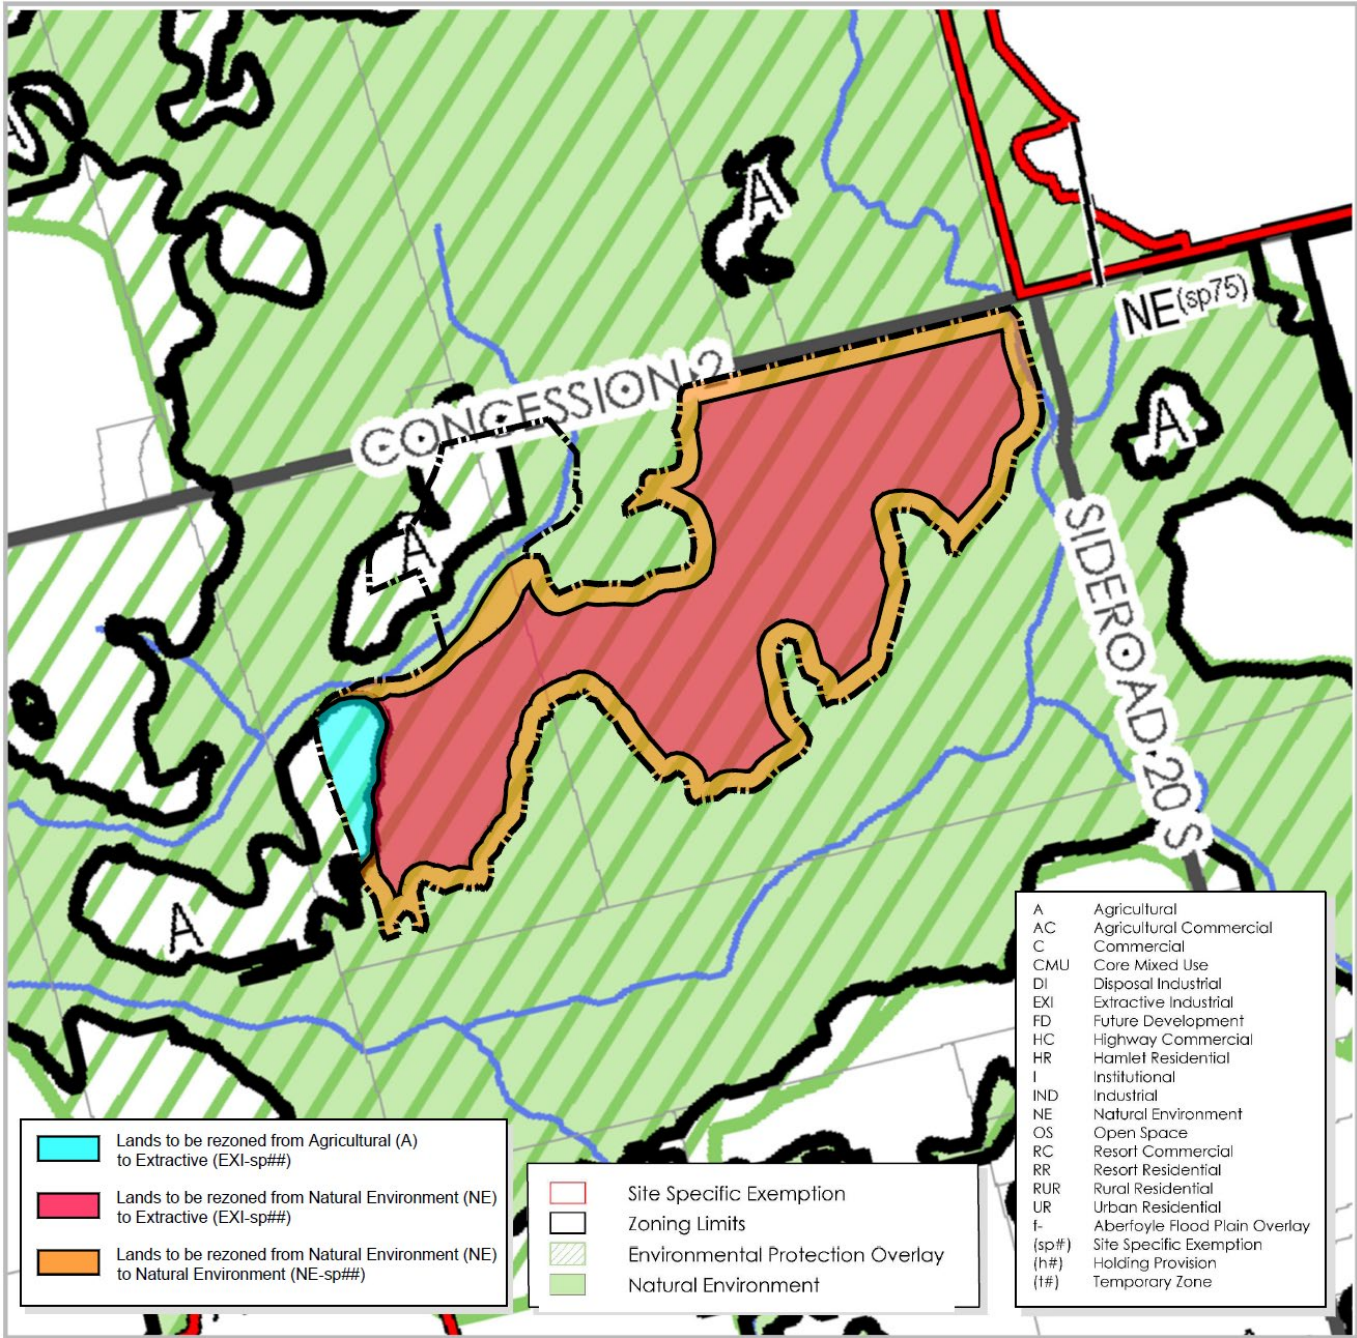 A
A
NE(sp75)
CONCESSION 2
A
A
SIDEROAD 20 S
A
A Agricultural
AC Agricultural Commercial
C Commercial
CMU Core Mixed Use
DI Disposal Industrial
EXI Extractive Industrial
FD Future Development
HC Highway Commercial
HR Hamlet Residential
I Institutional
IND Industrial
NE Natural Environment
OS Open Space
RC Resort Commercial
RR Resort Residential
RUR Rural Residential
UR Urban Residential
f- Aberfoyle Flood Plain Overlay
(sp#) Site Specific Exemption
(h#) Holding Provision
(t#) Temporary Zone
Lands to be rezoned from Agricultural (A)
to Extractive (EXI-sp##)
Lands to be rezoned from Natural Environment (NE)
to Extractive (EXI-sp##)
Lands to be rezoned from Natural Environment (NE)
to Natural Environment (NE-sp##)
Site Specific Exemption
Zoning Limits
Environmental Protection Overlay
Natural Environment